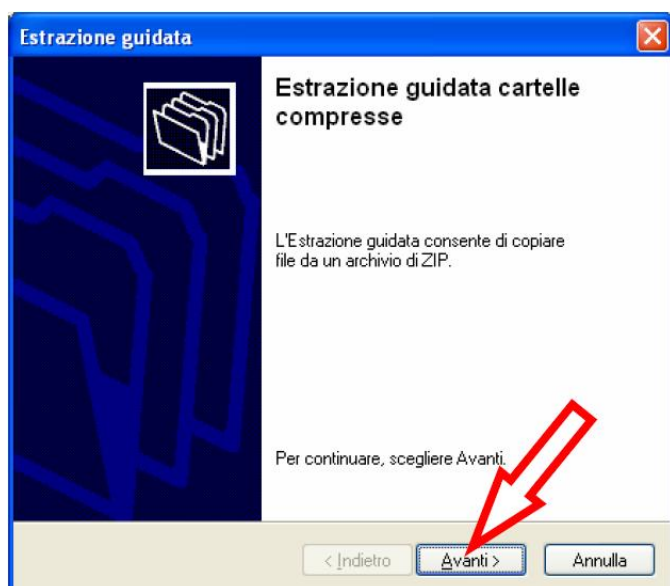 Estrazione guidata
Estrazione guidata cartelle
compresse
L'Estrazione guidata consente di copiare
file da un archivio di ZIP.
Per continuare, scegliere Avanti.
< Indietro
Avanti >
Annulla